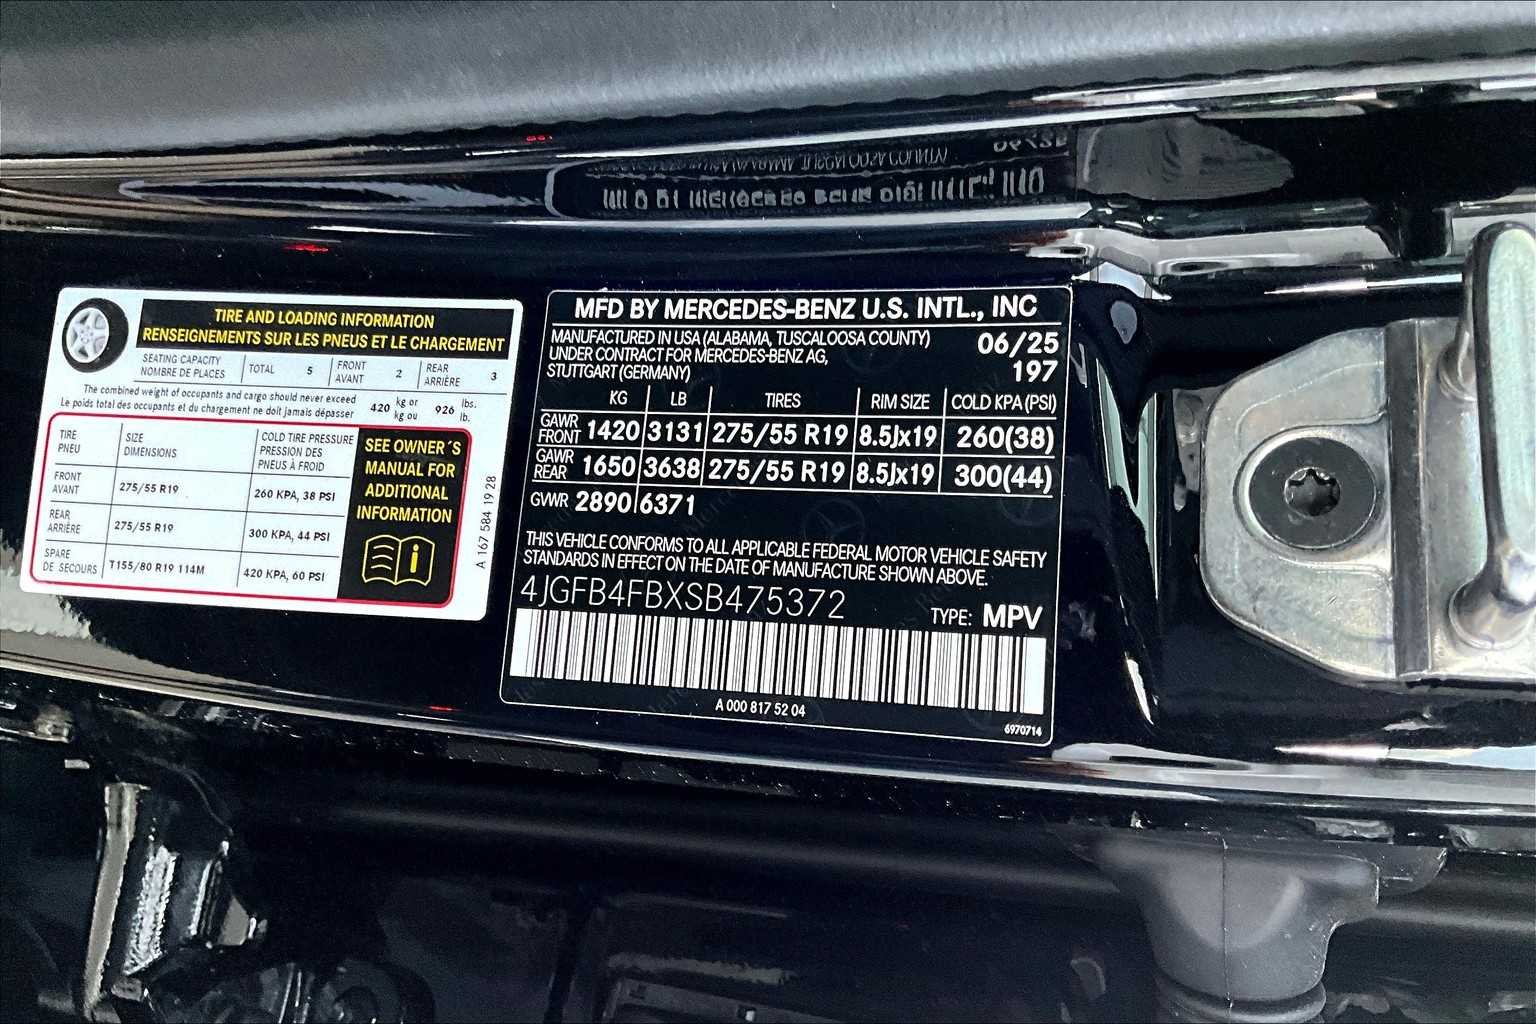 TIRE AND LOADING INFORMATION
RENSEIGNEMENTS SUR LES PNEUS ET LE CHARGEMENT
SEATING CAPACITY
NOMBRE DE PLACES
TOTAL 5
FRONT
AVANT 2
REAR
ARRIÈRE 3
The combined weight of occupants and cargo should never exceed
Le poids total des occupants et du chargement ne doit jamais dépasser
420 kg or
kg ou
926 lbs.
lb.
TIRE
PNEU
SIZE
DIMENSIONS
COLD TIRE PRESSURE
PRESSION DES
PNEUS À FROID
FRONT
AVANT
275/55 R19
260 KPA, 38 PSI
REAR
ARRIÈRE
275/55 R19
300 KPA, 44 PSI
SPARE
DE SECOURS
T155/80 R19 114M
420 KPA, 60 PSI
SEE OWNER´S
MANUAL FOR
ADDITIONAL
INFORMATION
A 167 584 19 28
MFD BY MERCEDES-BENZ U.S. INTL., INC
MANUFACTURED IN USA (ALABAMA, TUSCALOOSA COUNTY)
UNDER CONTRACT FOR MERCEDES-BENZ AG,
STUTTGART (GERMANY)
06/25
197
KG LB TIRES RIM SIZE COLD KPA (PSI)
GAWR
FRONT 1420 3131 275/55 R19 8.5Jx19 260(38)
GAWR
REAR 1650 3638 275/55 R19 8.5Jx19 300(44)
GVWR 2890 6371
THIS VEHICLE CONFORMS TO ALL APPLICABLE FEDERAL MOTOR VEHICLE SAFETY
STANDARDS IN EFFECT ON THE DATE OF MANUFACTURE SHOWN ABOVE.
4JGFB4FBXSB475372
TYPE: MPV
A 000 817 52 04
6970714